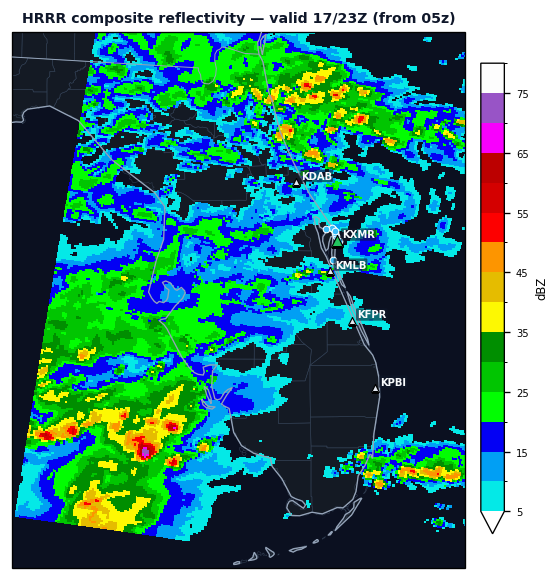 HRRR composite reflectivity — valid 17/23Z (from 05z)
KDAB
KXMR
KMLB
KFPR
KPBI
75
65
55
45
35
25
15
5
dBZ